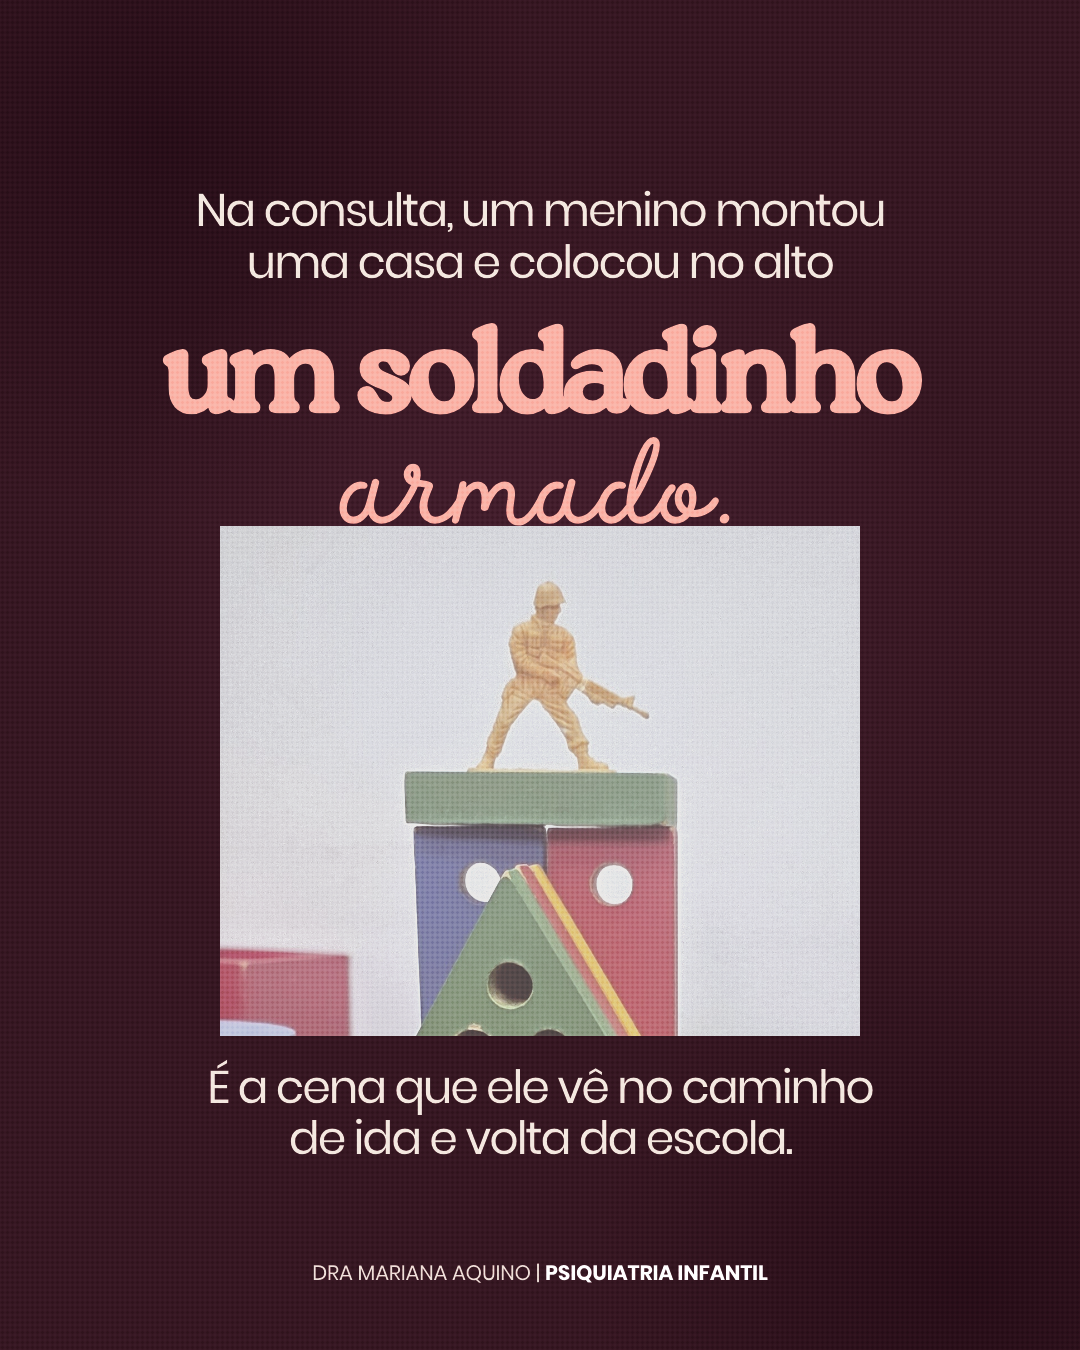 Na consulta, um menino montou
uma casa e colocou no alto
um soldadinho
armado.
É a cena que ele vê no caminho
de ida e volta da escola.
DRA MARIANA AQUINO | PSIQUIATRIA INFANTIL